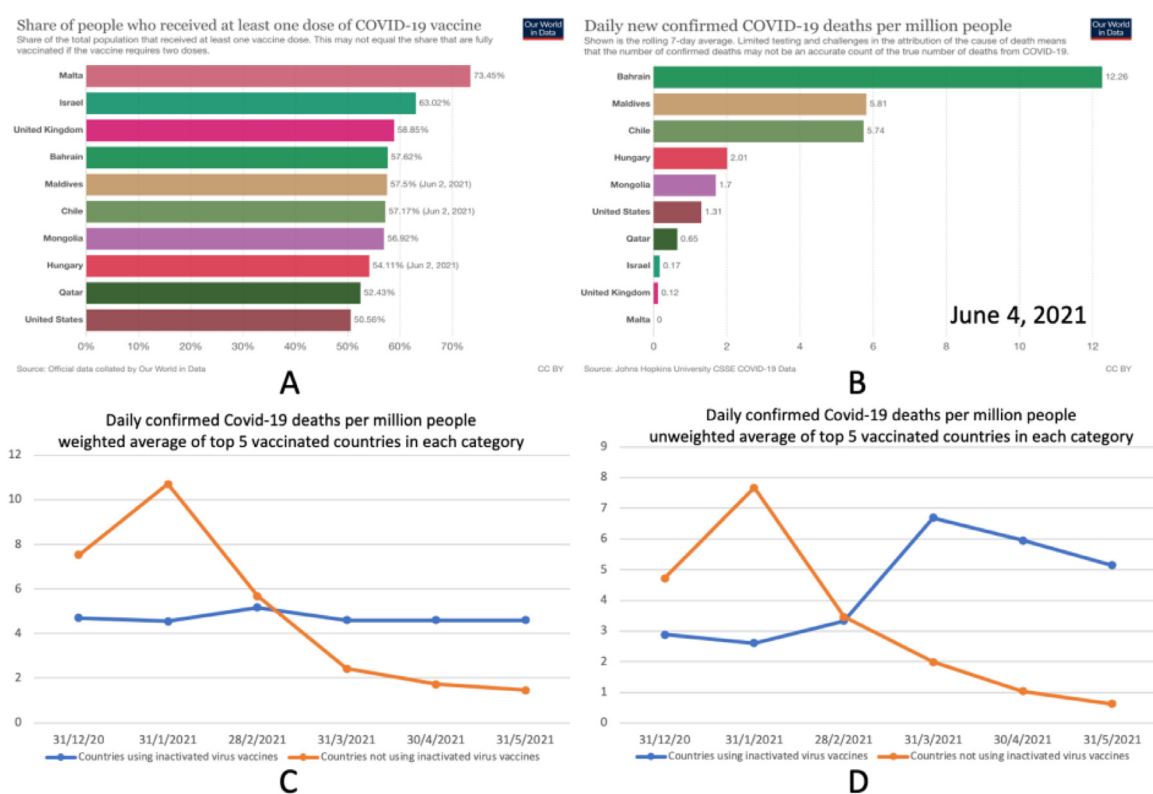 Share of people who received at least one dose of COVID-19 vaccine
Share of the total population that received at least one vaccine dose. This may not equal the share that are fully
vaccinated if the vaccine requires two doses.
Our World
in Data
Malta 73.45%
Israel 63.02%
United Kingdom 58.85%
Bahrain 57.62%
Maldives 57.5% (Jun 2, 2021)
Chile 57.17% (Jun 2, 2021)
Mongolia 56.92%
Hungary 54.11% (Jun 2, 2021)
Qatar 52.43%
United States 50.56%
0% 10% 20% 30% 40% 50% 60% 70%
Source: Official data collated by Our World in Data CC BY
A
Daily new confirmed COVID-19 deaths per million people
Shown is the rolling 7-day average. Limited testing and challenges in the attribution of the cause of death means
that the number of confirmed deaths may not be an accurate count of the true number of deaths from COVID-19.
Our World
in Data
Bahrain 12.26
Maldives 5.81
Chile 5.74
Hungary 2.01
Mongolia 1.7
United States 1.31
Qatar 0.65
Israel 0.17
United Kingdom 0.12
Malta 0
June 4, 2021
0 2 4 6 8 10 12
Source: Johns Hopkins University CSSE COVID-19 Data CC BY
B
Daily confirmed Covid-19 deaths per million people
weighted average of top 5 vaccinated countries in each category
12
10
8
6
4
2
0
31/12/20 31/1/2021 28/2/2021 31/3/2021 30/4/2021 31/5/2021
Countries using inactivated virus vaccines Countries not using inactivated virus vaccines
C
Daily confirmed Covid-19 deaths per million people
unweighted average of top 5 vaccinated countries in each category
9
8
7
6
5
4
3
2
1
0
31/12/20 31/1/2021 28/2/2021 31/3/2021 30/4/2021 31/5/2021
Countries using inactivated virus vaccines Countries not using inactivated virus vaccines
D